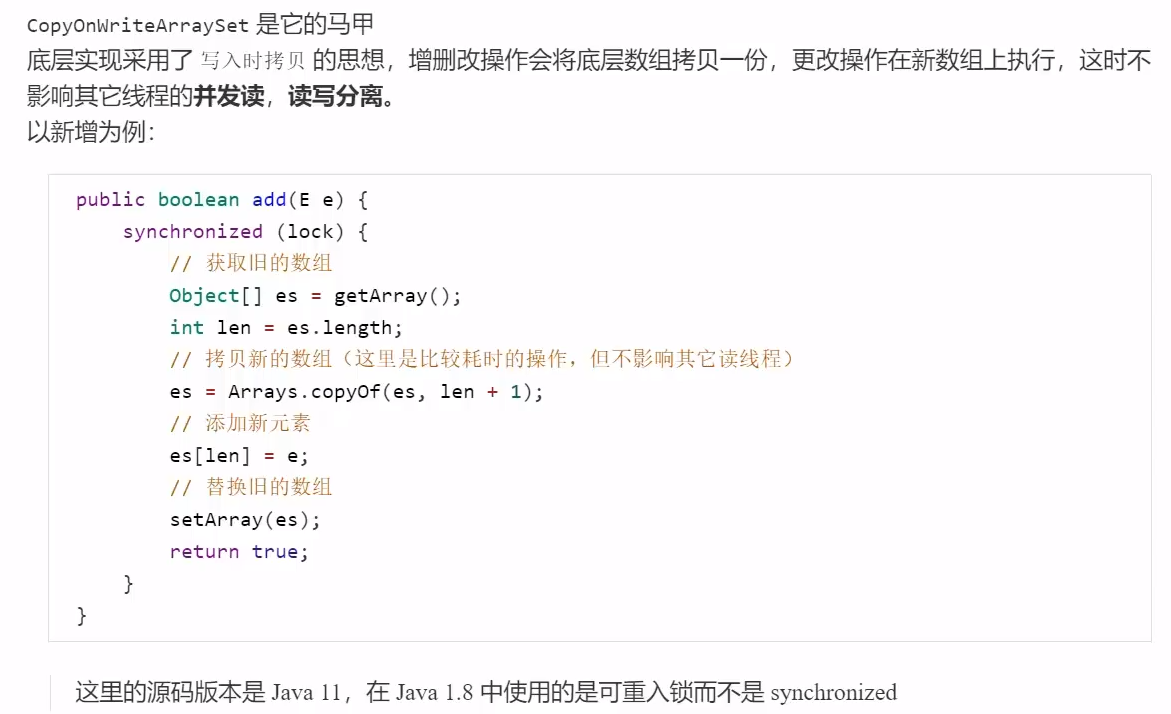 CopyOnWriteArraySet 是它的马甲
底层实现采用了 写入时拷贝 的思想，增删改操作会将底层数组拷贝一份，更改操作在新数组上执行，这时不
影响其它线程的并发读，读写分离。
以新增为例：
public boolean add(E e) {
synchronized (lock) {
// 获取旧的数组
Object[] es = getArray();
int len = es.length;
// 拷贝新的数组（这里是比较耗时的操作，但不影响其它读线程）
es = Arrays.copyOf(es, len + 1);
// 添加新元素
es[len] = e;
// 替换旧的数组
setArray(es);
return true;
}
}
这里的源码版本是 Java 11，在 Java 1.8 中使用的是可重入锁而不是 synchronized